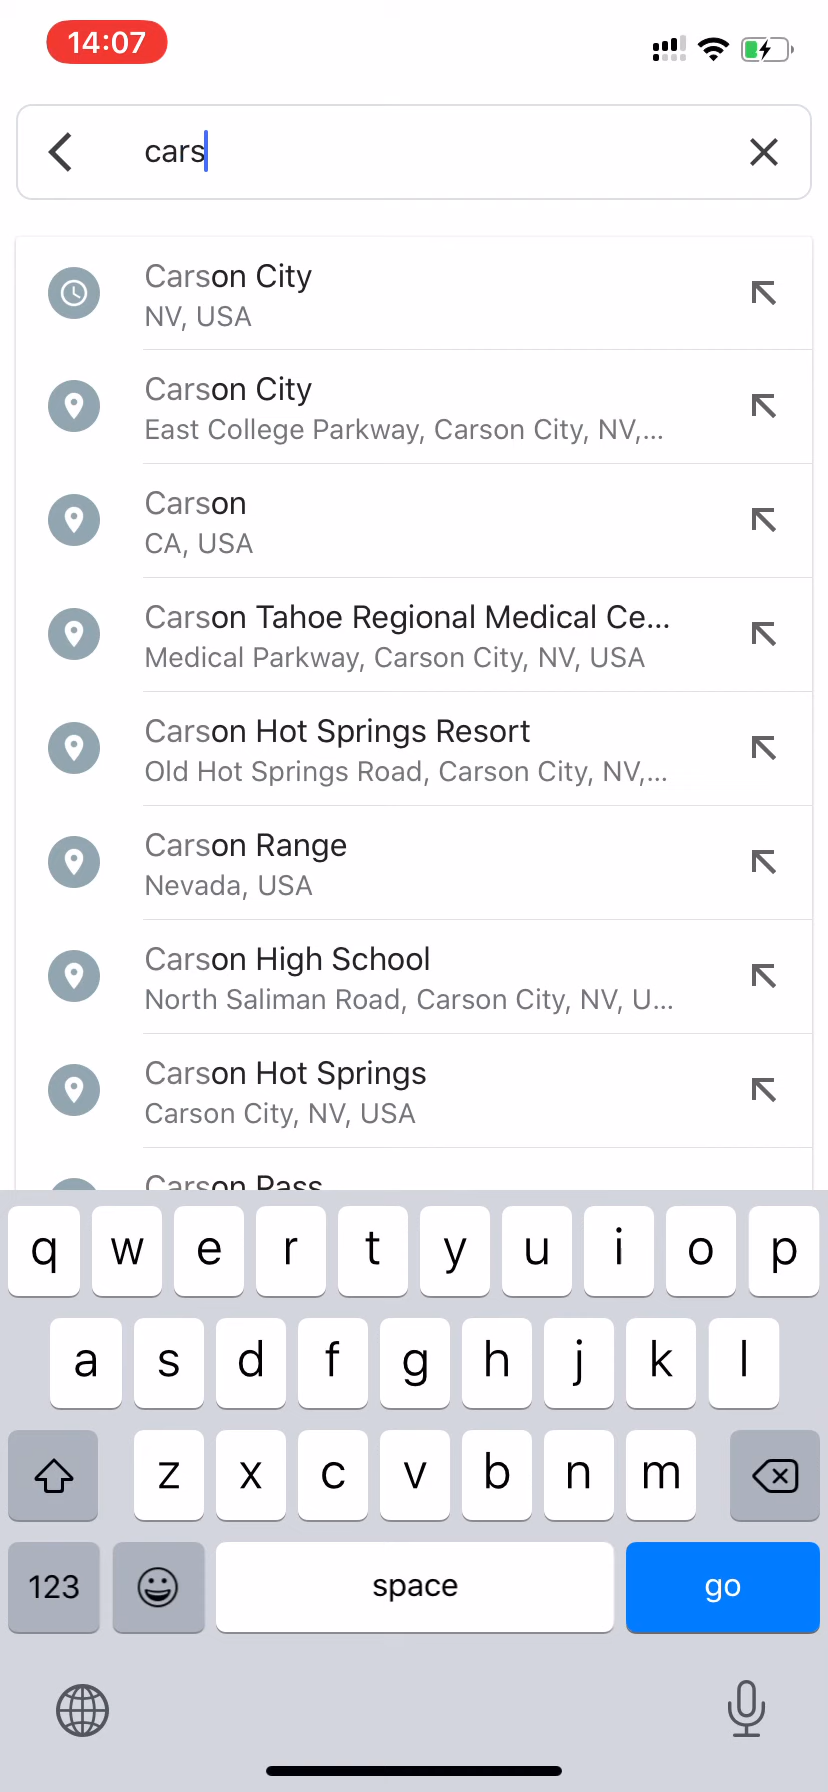 14:07
cars
Carson City
NV, USA
Carson City
East College Parkway, Carson City, NV,...
Carson
CA, USA
Carson Tahoe Regional Medical Ce...
Medical Parkway, Carson City, NV, USA
Carson Hot Springs Resort
Old Hot Springs Road, Carson City, NV,...
Carson Range
Nevada, USA
Carson High School
North Saliman Road, Carson City, NV, U...
Carson Hot Springs
Carson City, NV, USA
Carson Pass
q w e r t y u i o p
a s d f g h j k l
z x c v b n m
123 space go